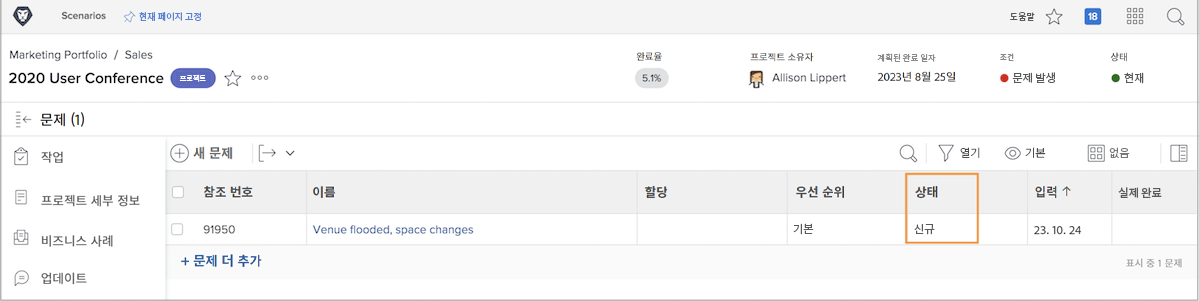 Scenarios 현재 페이지 고정 도움말 18
Marketing Portfolio / Sales
완료율 프로젝트 소유자 계획된 완료 일자 조건 상태
2020 User Conference 프로젝트 5.1% Allison Lippert 2023년 8월 25일 문제 발생 현재
문제 (1)
작업
프로젝트 세부 정보
비즈니스 사례
업데이트
새 문제 열기 기본 없음
참조 번호 이름 할당 우선 순위 상태 입력 ↑ 실제 완료
91950 Venue flooded, space changes 기본 신규 23. 10. 24
+ 문제 더 추가
표시 중 1 문제